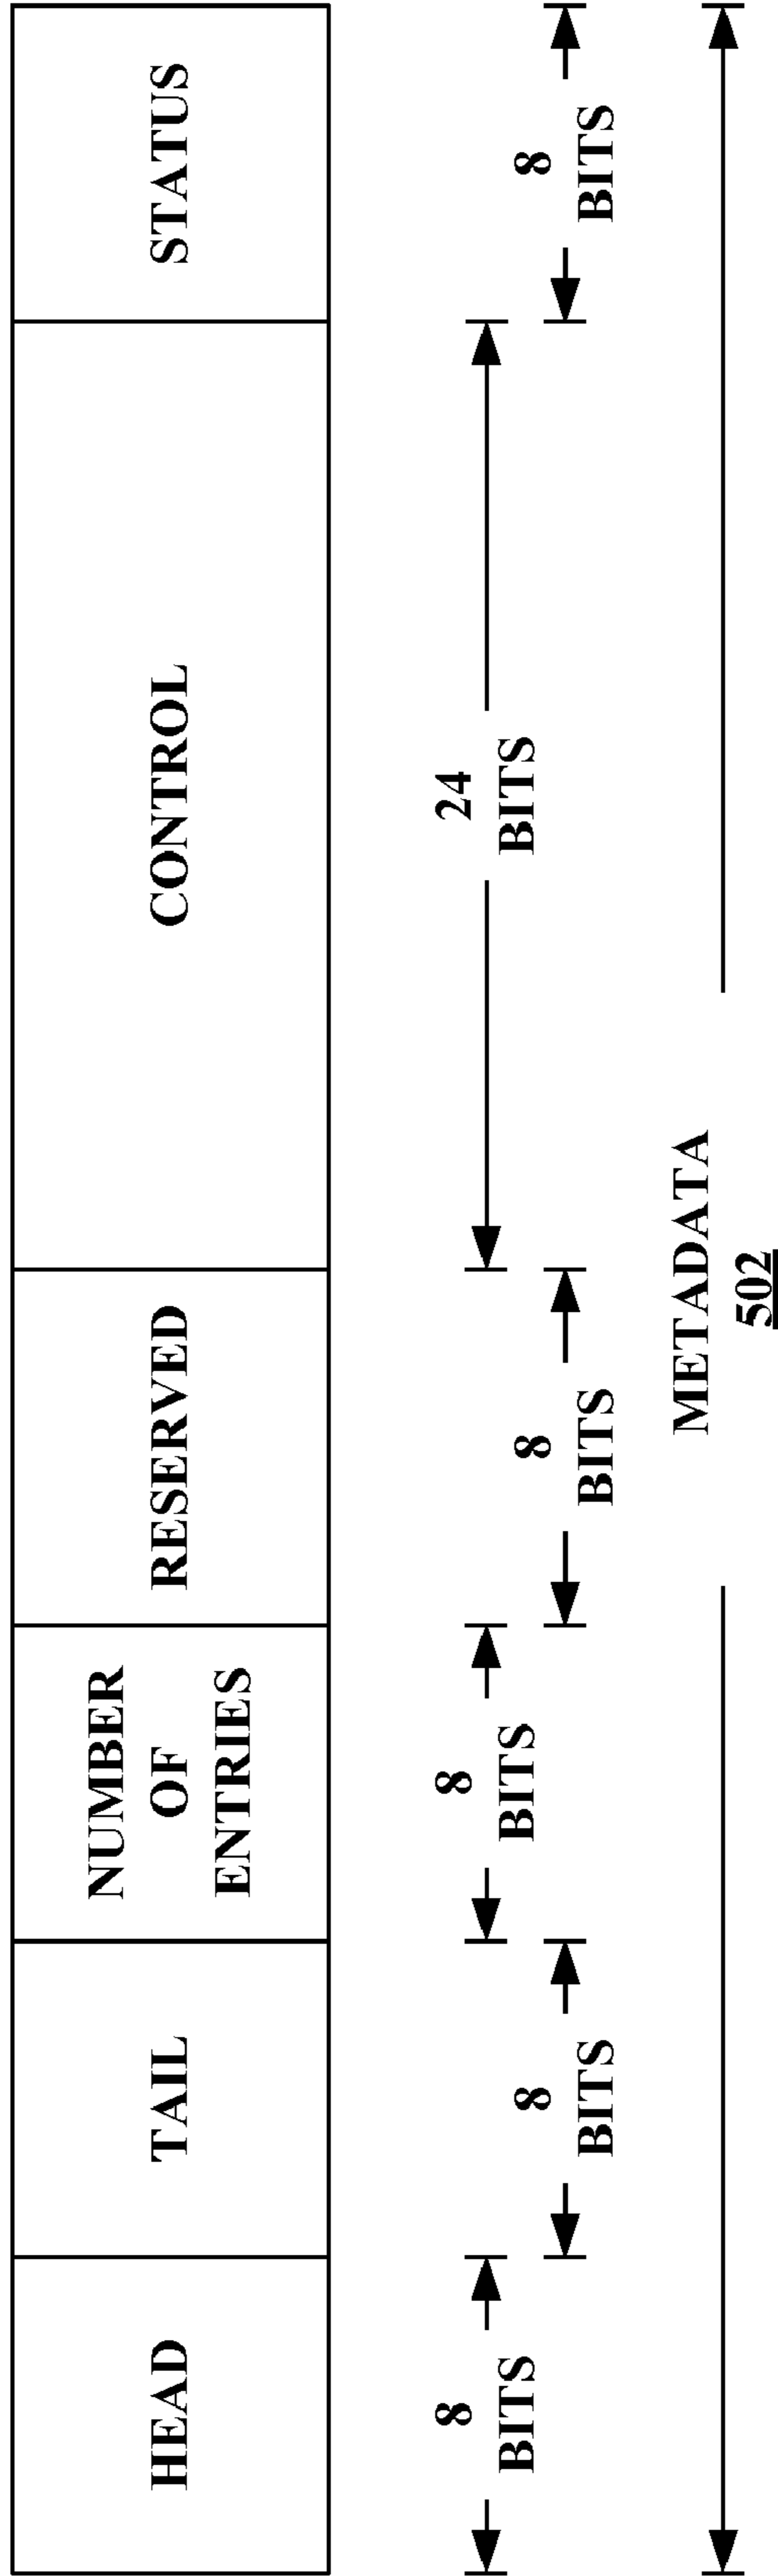 HEAD
TAIL
NUMBER
OF
ENTRIES
RESERVED
CONTROL
STATUS
8
BITS
8
BITS
8
BITS
8
BITS
24
BITS
8
BITS
METADATA
502